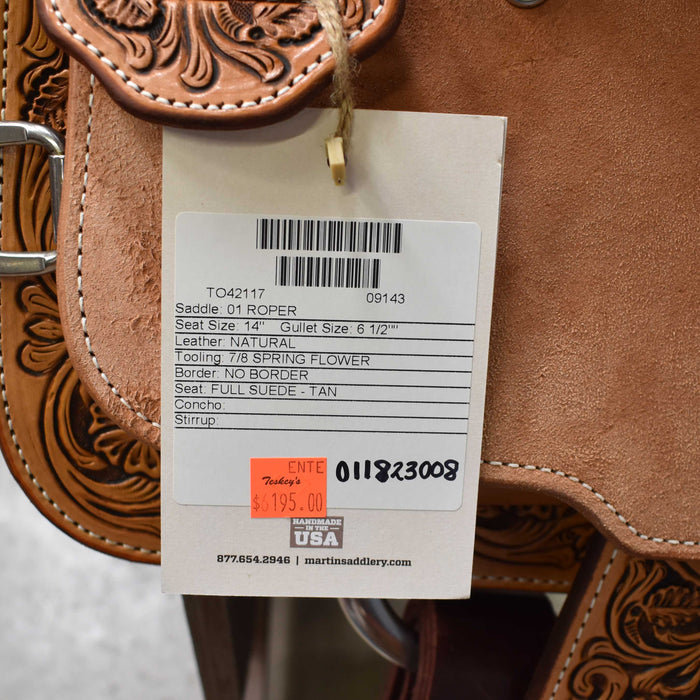 TO42117 09143
Saddle: 01 ROPER
Seat Size: 14" Gullet Size: 6 1/2""
Leather: NATURAL
Tooling: 7/8 SPRING FLOWER
Border: NO BORDER
Seat: FULL SUEDE - TAN
Concho:
Stirrup:
ENTE
Teskey's
$6195.00
011823008
HANDMADE
IN THE
USA
877.654.2946 | martinsaddlery.com